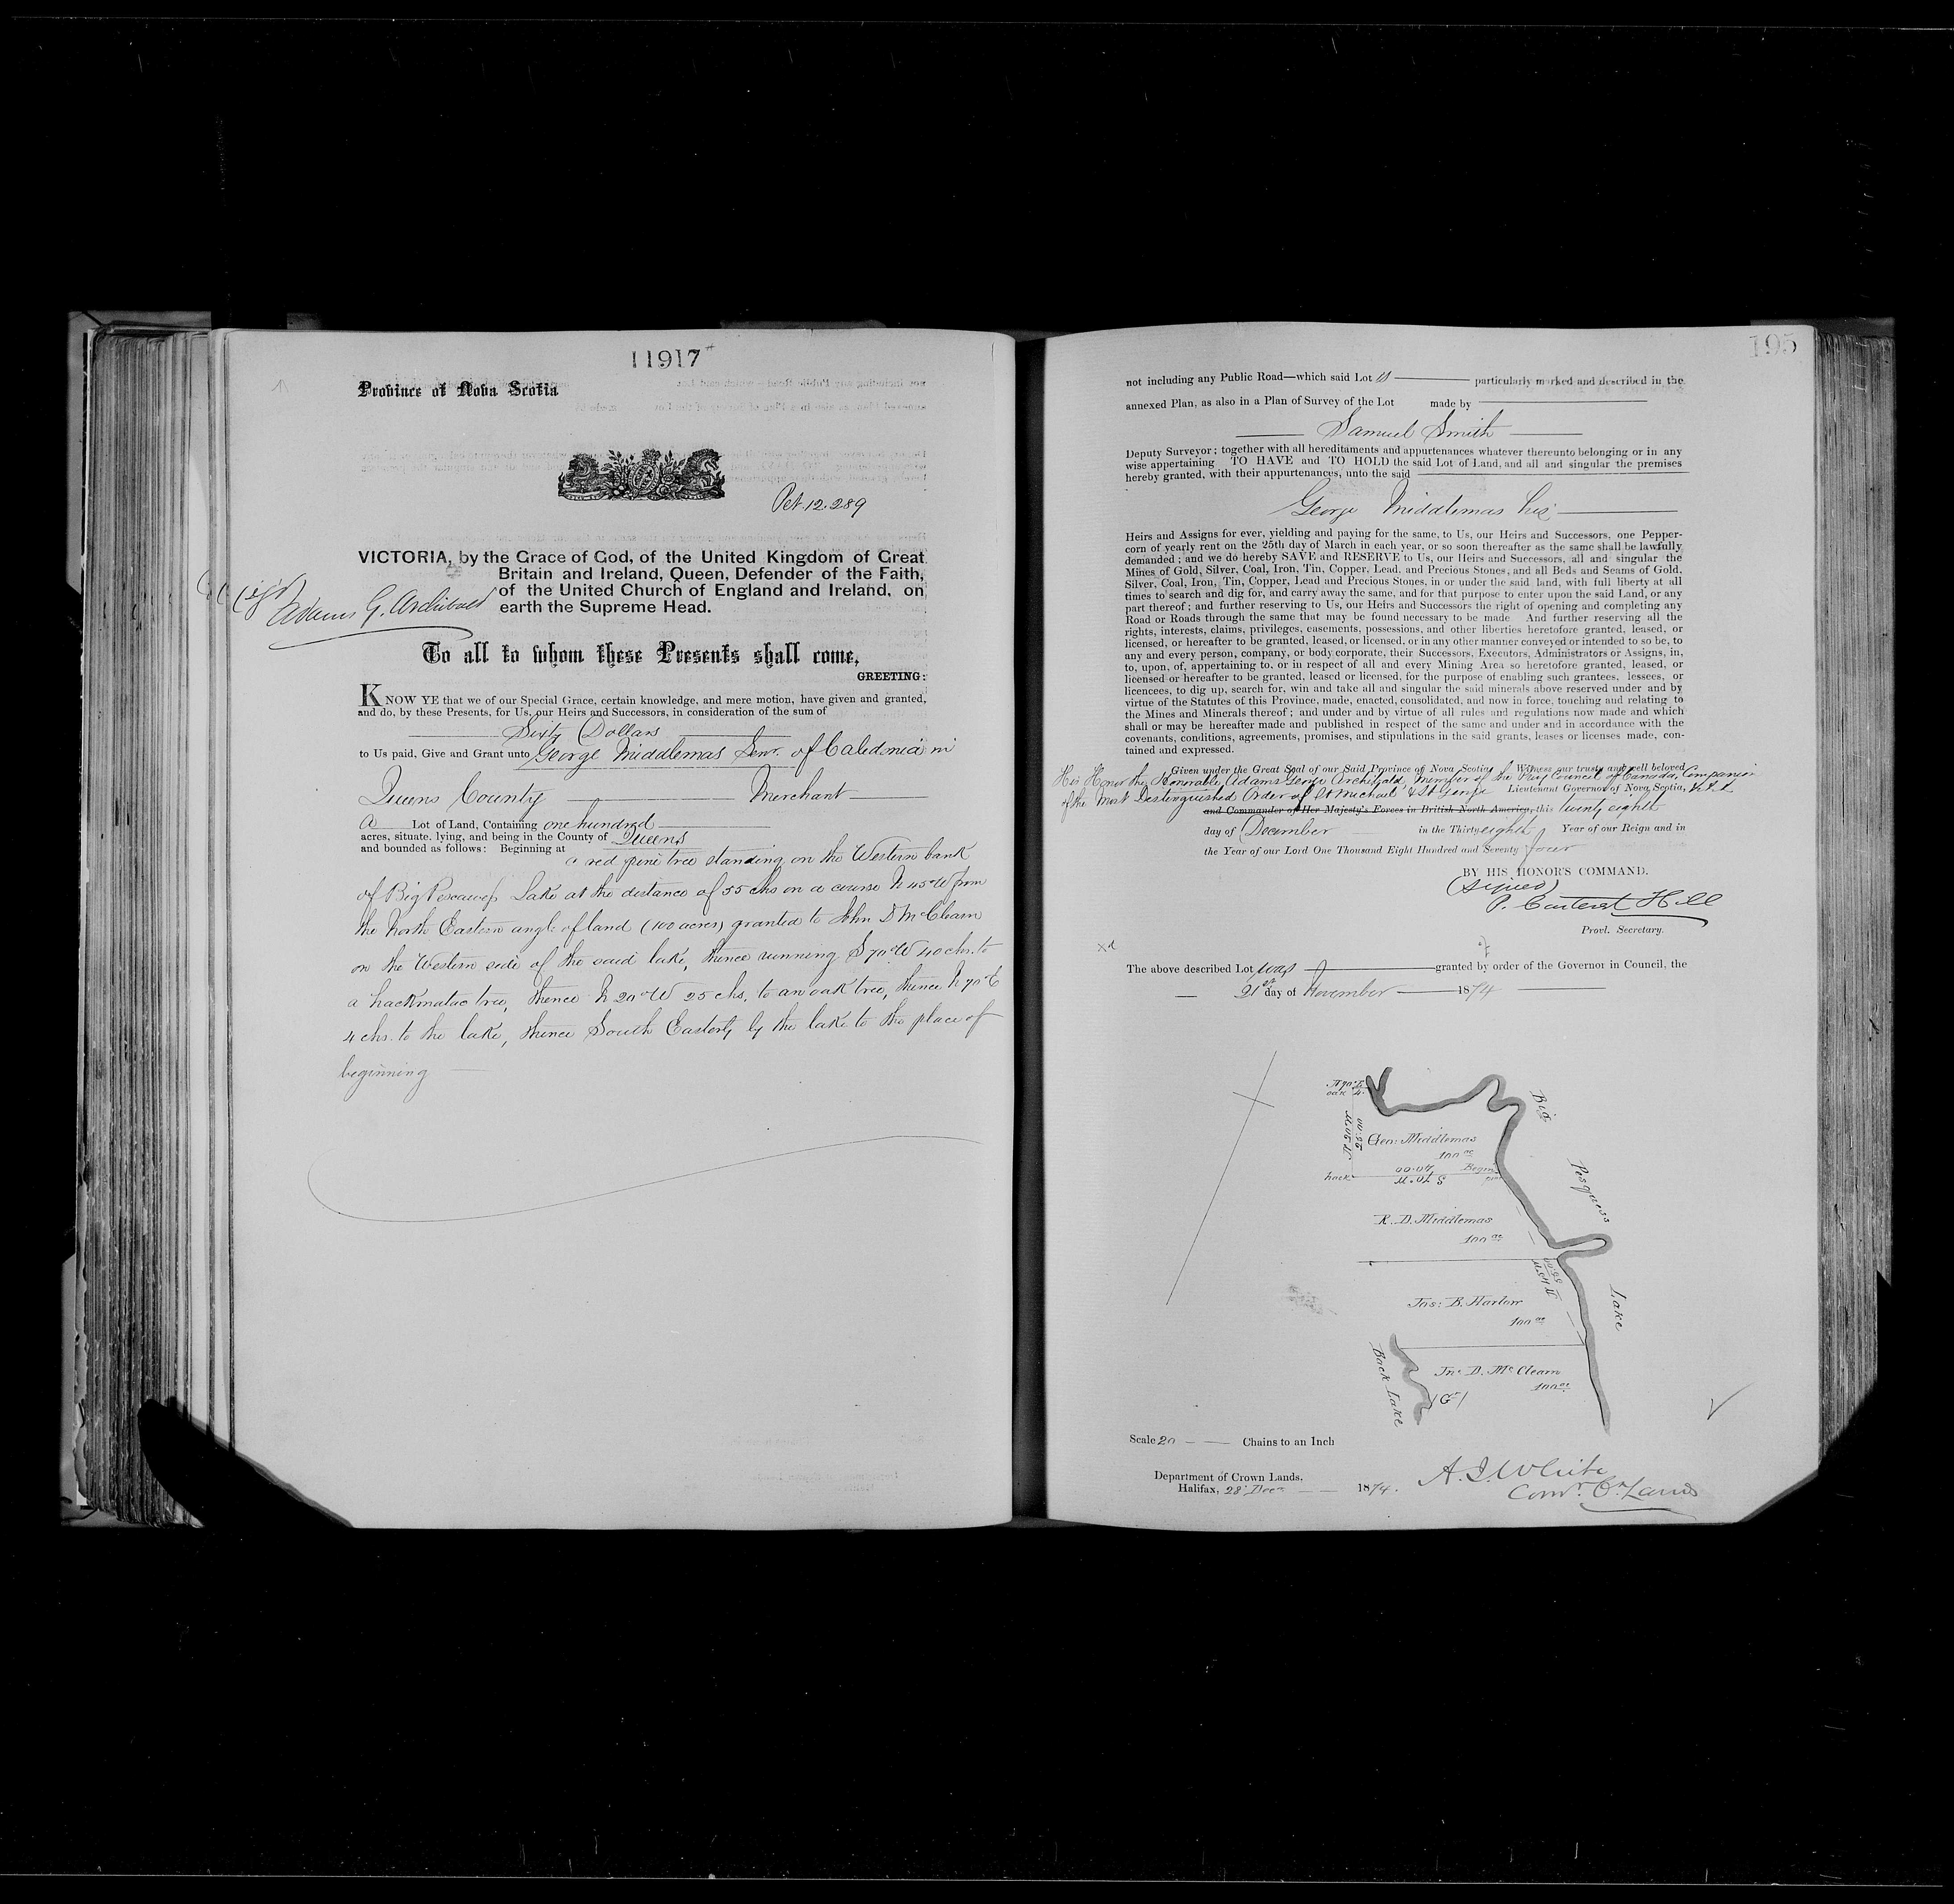 11917
Province of Nova Scotia
Pet. 12.289
VICTORIA, by the Grace of God, of the United Kingdom of Great
Britain and Ireland, Queen, Defender of the Faith,
of the United Church of England and Ireland, on
earth the Supreme Head.
Adams G. Archibald
To all to whom these Presents shall come,
GREETING:
KNOW YE that we of our Special Grace, certain knowledge, and mere motion, have given and granted,
and do, by these Presents, for Us, our Heirs and Successors, in consideration of the sum of
Sixty Dollars
to Us paid, Give and Grant unto George Middlemas Senr. of Caledonia in
Queens County Merchant
a Lot of Land, Containing one hundred
acres, situate, lying, and being in the County of Queens
and bounded as follows: Beginning at
a red pine tree standing on the Western bank
of Big Pescawess Lake at the distance of 55 chs on a course N 45° W from
the North Eastern angle of land (100 acres) granted to John D McClearn
on the Western side of the said lake, thence running S 70° W 40 chs. to
a hackmatac tree, thence N 20° W 25 chs. to an oak tree, thence N 70° E
4 chs. to the lake, thence South Easterly by the lake to the place of
beginning
195
not including any Public Road—which said Lot is particularly marked and described in the
annexed Plan, as also in a Plan of Survey of the Lot made by
Samuel Smith
Deputy Surveyor; together with all hereditaments and appurtenances whatever thereunto belonging or in any
wise appertaining TO HAVE and TO HOLD the said Lot of Land, and all and singular the premises
hereby granted, with their appurtenances, unto the said
George Middlemas his
Heirs and Assigns for ever, yielding and paying for the same, to Us, our Heirs and Successors, one Pepper-
corn of yearly rent on the 25th day of March in each year, or so soon thereafter as the same shall be lawfully
demanded; and we do hereby SAVE and RESERVE to Us, our Heirs and Successors, all and singular the
Mines of Gold, Silver, Coal, Iron, Tin, Copper, Lead, and Precious Stones, and all Beds and Seams of Gold,
Silver, Coal, Iron, Tin, Copper, Lead and Precious Stones, in or under the said land, with full liberty at all
times to search and dig for, and carry away the same, and for that purpose to enter upon the said Land, or any
part thereof; and further reserving to Us, our Heirs and Successors the right of opening and completing any
Road or Roads through the same that may be found necessary to be made And further reserving all the
rights, interests, claims, privileges, easements, possessions, and other liberties heretofore granted, leased, or
licensed, or hereafter to be granted, leased, or licensed, or in any other manner conveyed or intended to so be, to
any and every person, company, or body corporate, their Successors, Executors, Administrators or Assigns, in,
to, upon, of, appertaining to, or in respect of all and every Mining Area so heretofore granted, leased, or
licensed or hereafter to be granted, leased or licensed, for the purpose of enabling such grantees, lessees, or
licencees, to dig up, search for, win and take all and singular the said minerals above reserved under and by
virtue of the Statutes of this Province, made, enacted, consolidated, and now in force, touching and relating to
the Mines and Minerals thereof; and under and by virtue of all rules and regulations now made and which
shall or may be hereafter made and published in respect of the same and under and in accordance with the
covenants, conditions, agreements, promises, and stipulations in the said grants, leases or licenses made, con-
tained and expressed.
Given under the Great Seal of our Said Province of Nova Scotia, Witness our trusty and well beloved
His Honor the Honorable Adams George Archibald, Member of the Privy Council of Canada, Companion
of the Most Distinguished Order of St Michael & St George Lieutenant Governor of Nova Scotia, &.&.&.
and Commander of Her Majesty's Forces in British North America, this twenty eighth
day of December in the Thirty eighth Year of our Reign and in
the Year of our Lord One Thousand Eight Hundred and Seventy four
BY HIS HONOR'S COMMAND.
(Signed)
P. Carteret Hill
Provl. Secretary.
The above described Lot was granted by order of the Governor in Council, the
21st day of November 1874
N 70° E
oak 4.
N 20° W
25.00
Geo: Middlemas
100 ac
hack
40.00
S 70° W
Begin
pine
Big
Pesquess
Lake
R. D. Middlemas
100 ac
55.00
N 45° W
Jas: B. Harlow
100 ac
Jno D. McClearn
100 ac
(Gr)
Back Lake
Scale 20 Chains to an Inch
Department of Crown Lands.
Halifax, 28th Decr 1874.
A. J. White
Comr. Cn. Lands